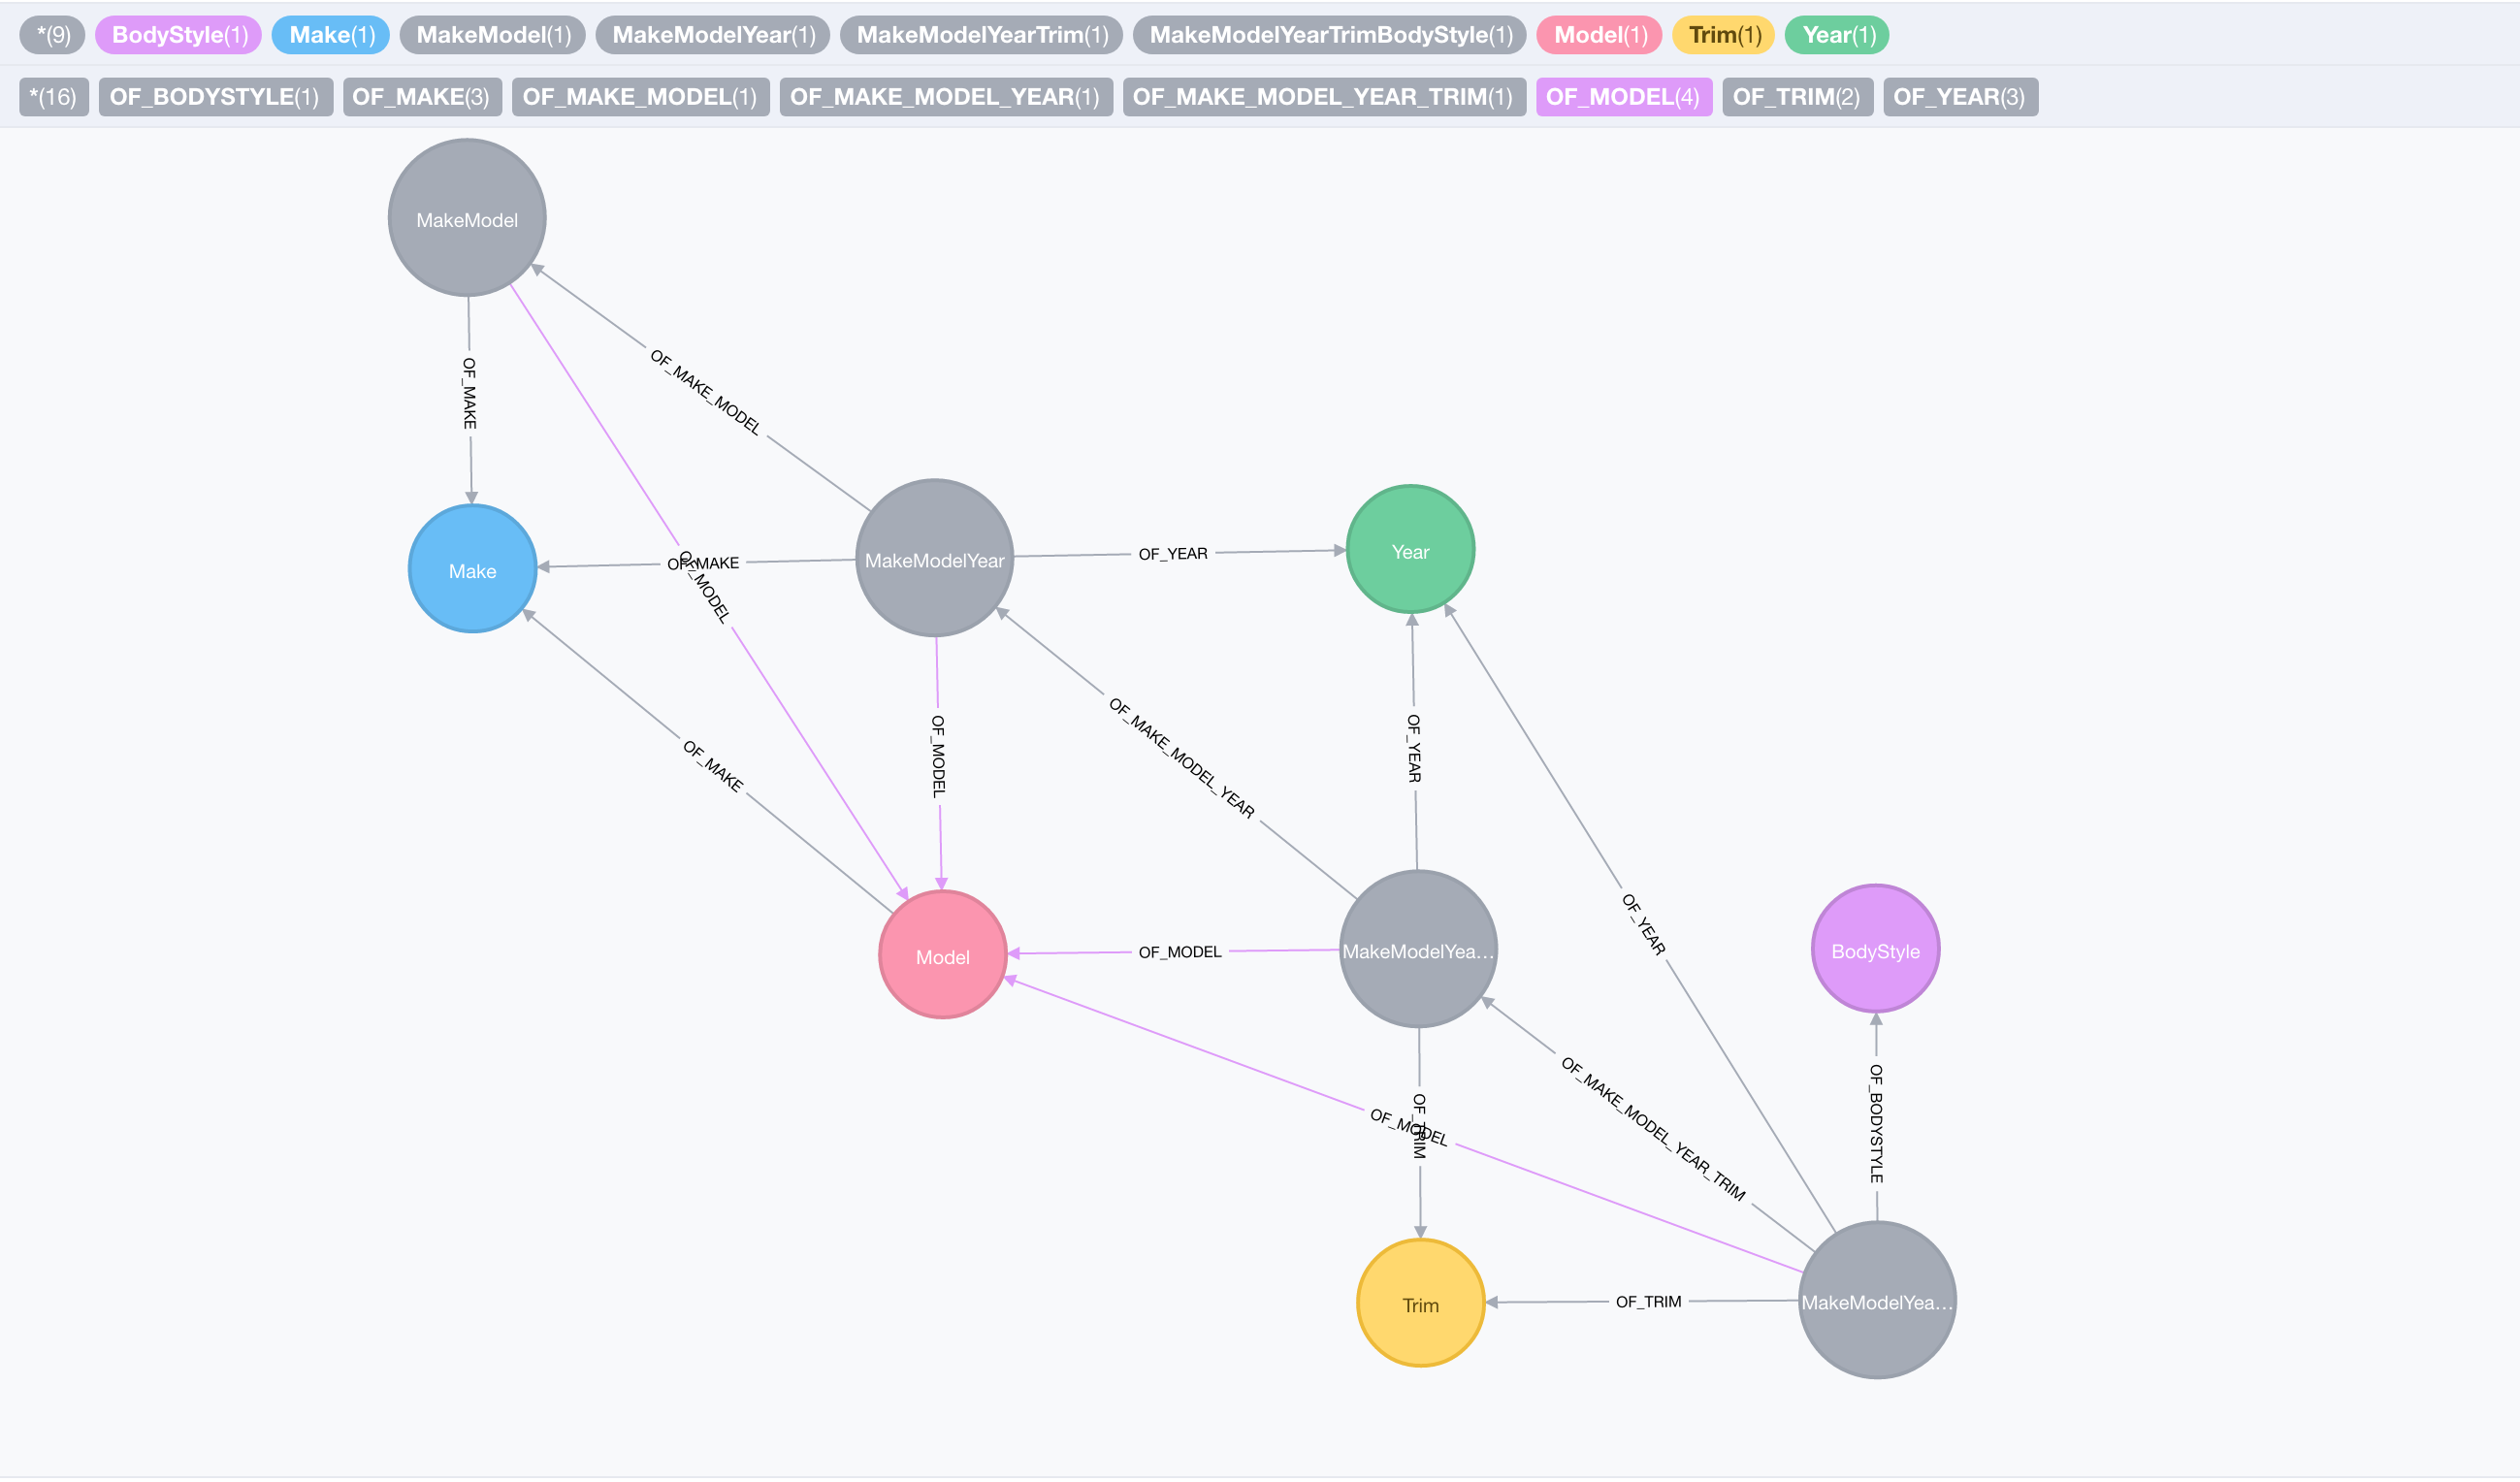 *(9) BodyStyle(1) Make(1) MakeModel(1) MakeModelYear(1) MakeModelYearTrim(1) MakeModelYearTrimBodyStyle(1) Model(1) Trim(1) Year(1)
*(16) OF_BODYSTYLE(1) OF_MAKE(3) OF_MAKE_MODEL(1) OF_MAKE_MODEL_YEAR(1) OF_MAKE_MODEL_YEAR_TRIM(1) OF_MODEL(4) OF_TRIM(2) OF_YEAR(3)
MakeModel
OF_MAKE
OF_MAKE_MODEL
Make
OF_MAKE
OF_MODEL
MakeModelYear
OF_YEAR
Year
OF_MAKE
OF_MODEL
OF_MAKE_MODEL_YEAR
OF_YEAR
OF_YEAR
Model
OF_MODEL
MakeModelYea...
BodyStyle
OF_MODEL
OF_TRIM
OF_MAKE_MODEL_YEAR_TRIM
OF_BODYSTYLE
Trim
OF_TRIM
MakeModelYea...